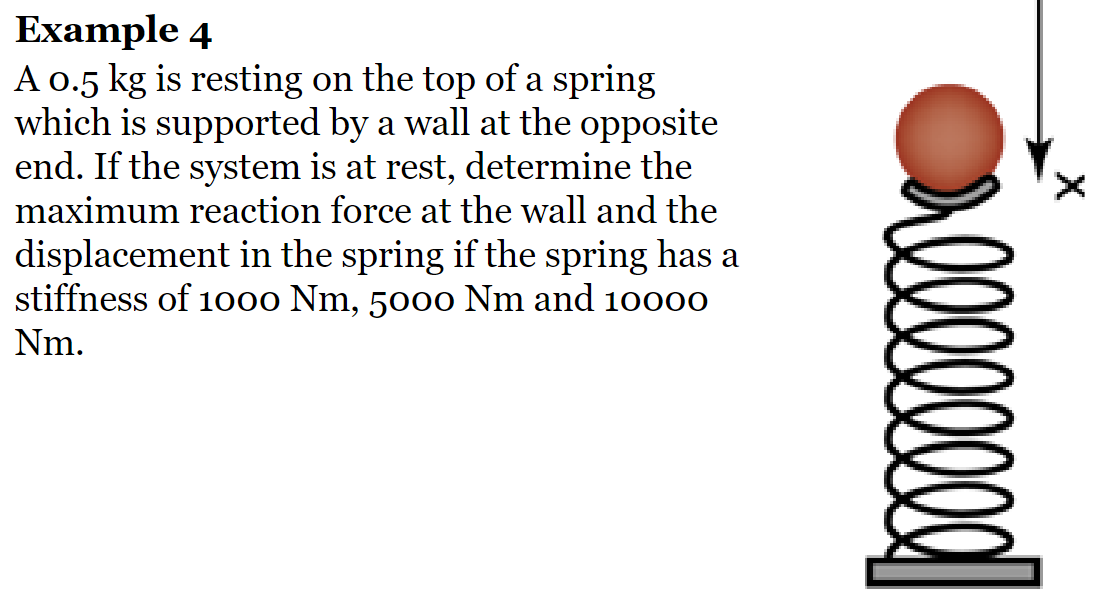 Example 4
A 0.5 kg is resting on the top of a spring
which is supported by a wall at the opposite
end. If the system is at rest, determine the
maximum reaction force at the wall and the
displacement in the spring if the spring has a
stiffness of 1000 Nm, 5000 Nm and 10000
Nm.
x